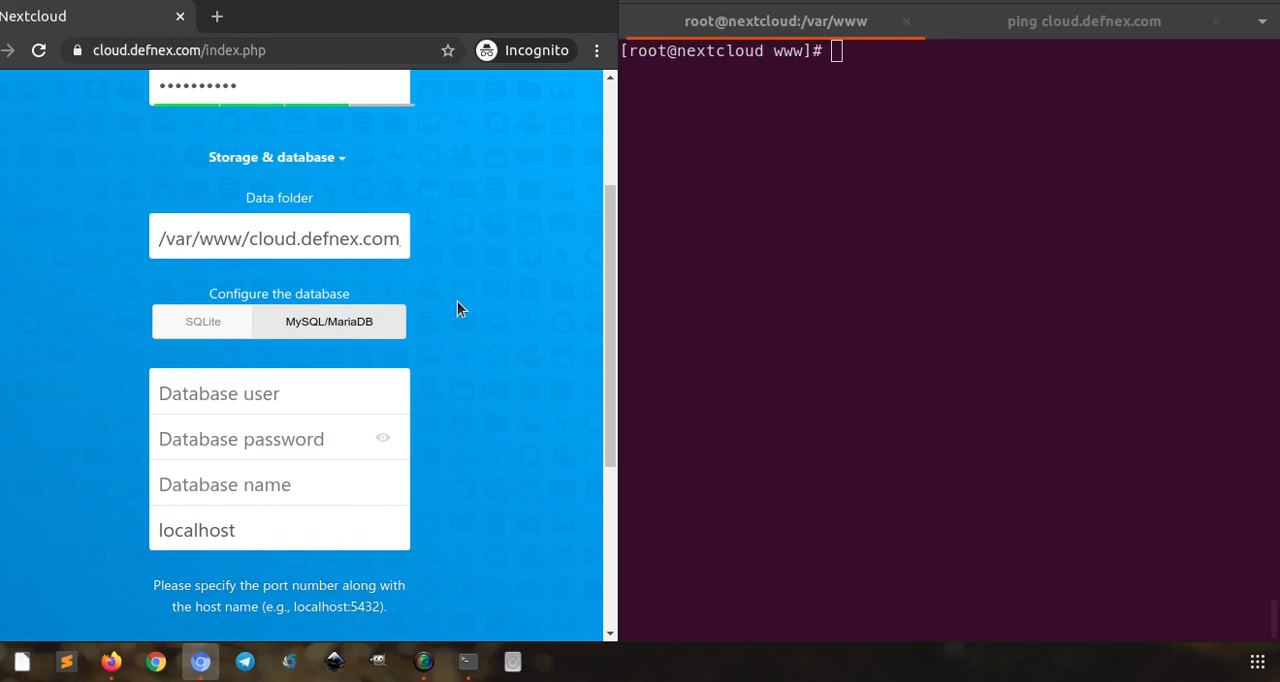 Nextcloud
cloud.defnex.com/index.php
Incognito
••••••••••
Storage & database
Data folder
/var/www/cloud.defnex.com
Configure the database
SQLite
MySQL/MariaDB
Database user
Database password
Database name
localhost
Please specify the port number along with
the host name (e.g., localhost:5432).
root@nextcloud:/var/www
ping cloud.defnex.com
[root@nextcloud www]#